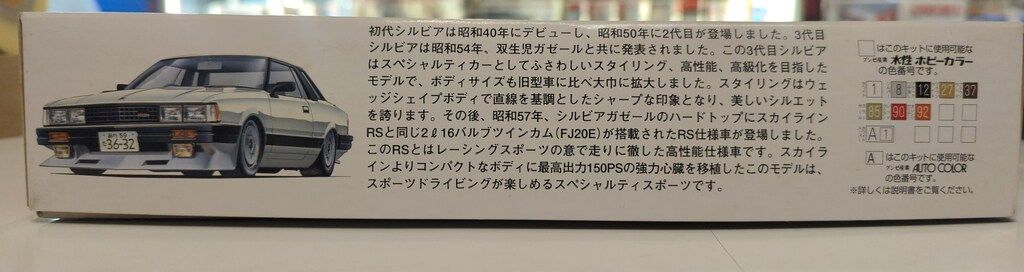 初代シルビアは昭和40年にデビューし、昭和50年に2代目が登場しました。3代目
シルビアは昭和54年、双生児ガゼールと共に発表されました。この3代目シルビア
はスペシャルティカーとしてふさわしいスタイリング、高性能、高級化を目指した
モデルで、ボディサイズも旧型車に比べ大巾に拡大しました。スタイリングはウェ
ッジシェイプボディで直線を基調としたシャープな印象となり、美しいシルエット
を誇ります。その後、昭和57年、シルビアガゼールのハードトップにスカイライン
RSと同じ2ℓ16バルブツインカム(FJ20E)が搭載されたRS仕様車が登場しました。
このRSとはレーシングスポーツの意で走りに徹した高性能仕様車です。スカイラ
インよりコンパクトなボディに最高出力150PSの強力心臓を移植したこのモデルは、
スポーツドライビングが楽しめるスペシャルティスポーツです。
59
36-32
はこのキットに使用可能な
グンゼ産業 水性 ホビーカラー
の色番号です。
1 8 12 27 37
85 90 92
A 1
A はこのキットに使用可能な
グンゼ産業 AUTO COLOR
の色番号です。
※詳しくは説明書をご覧ください。